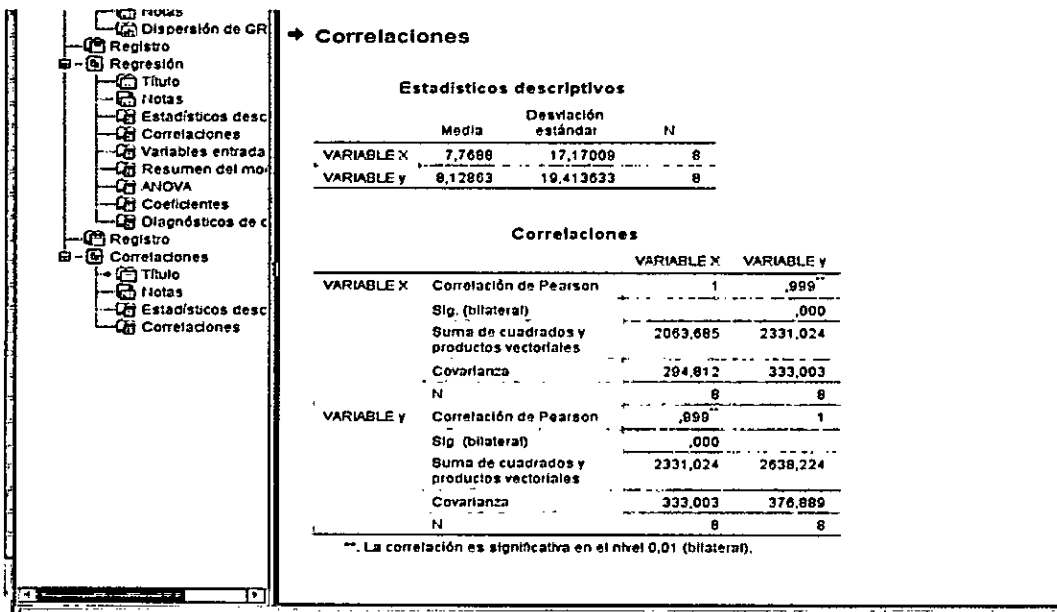 Notas
Dispersión de GR
Registro
Regresión
Título
Notas
Estadísticos desc
Correlaciones
Variables entrada
Resumen del mo
ANOVA
Coeficientes
Diagnósticos de c
Registro
Correlaciones
Título
Notas
Estadísticos desc
Correlaciones
Correlaciones
Estadísticos descriptivos
Media Desviación estándar N
VARIABLE X 7,7688 17,17009 8
VARIABLE y 8,12863 19,413633 8
Correlaciones
VARIABLE X VARIABLE y
VARIABLE X Correlación de Pearson 1 ,999**
Sig. (bilateral) ,000
Suma de cuadrados y productos vectoriales 2063,685 2331,024
Covarianza 294,812 333,003
N 8 8
VARIABLE y Correlación de Pearson ,999** 1
Sig. (bilateral) ,000
Suma de cuadrados y productos vectoriales 2331,024 2638,224
Covarianza 333,003 376,889
N 8 8
**. La correlación es significativa en el nivel 0,01 (bilateral).